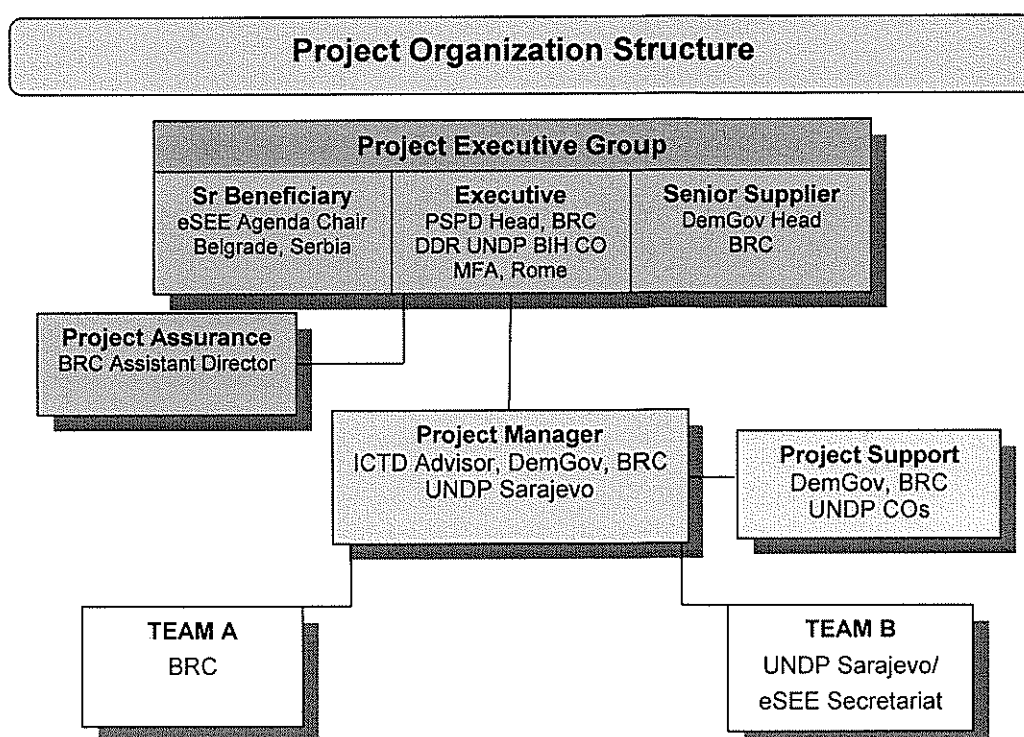 Project Organization Structure
Project Executive Group
Sr Beneficiary
eSEE Agenda Chair
Belgrade, Serbia
Executive
PSPD Head, BRC
DDR UNDP BIH CO
MFA, Rome
Senior Supplier
DemGov Head
BRC
Project Assurance
BRC Assistant Director
Project Manager
ICTD Advisor, DemGov, BRC
UNDP Sarajevo
Project Support
DemGov, BRC
UNDP COs
TEAM A
BRC
TEAM B
UNDP Sarajevo/
eSEE Secretariat